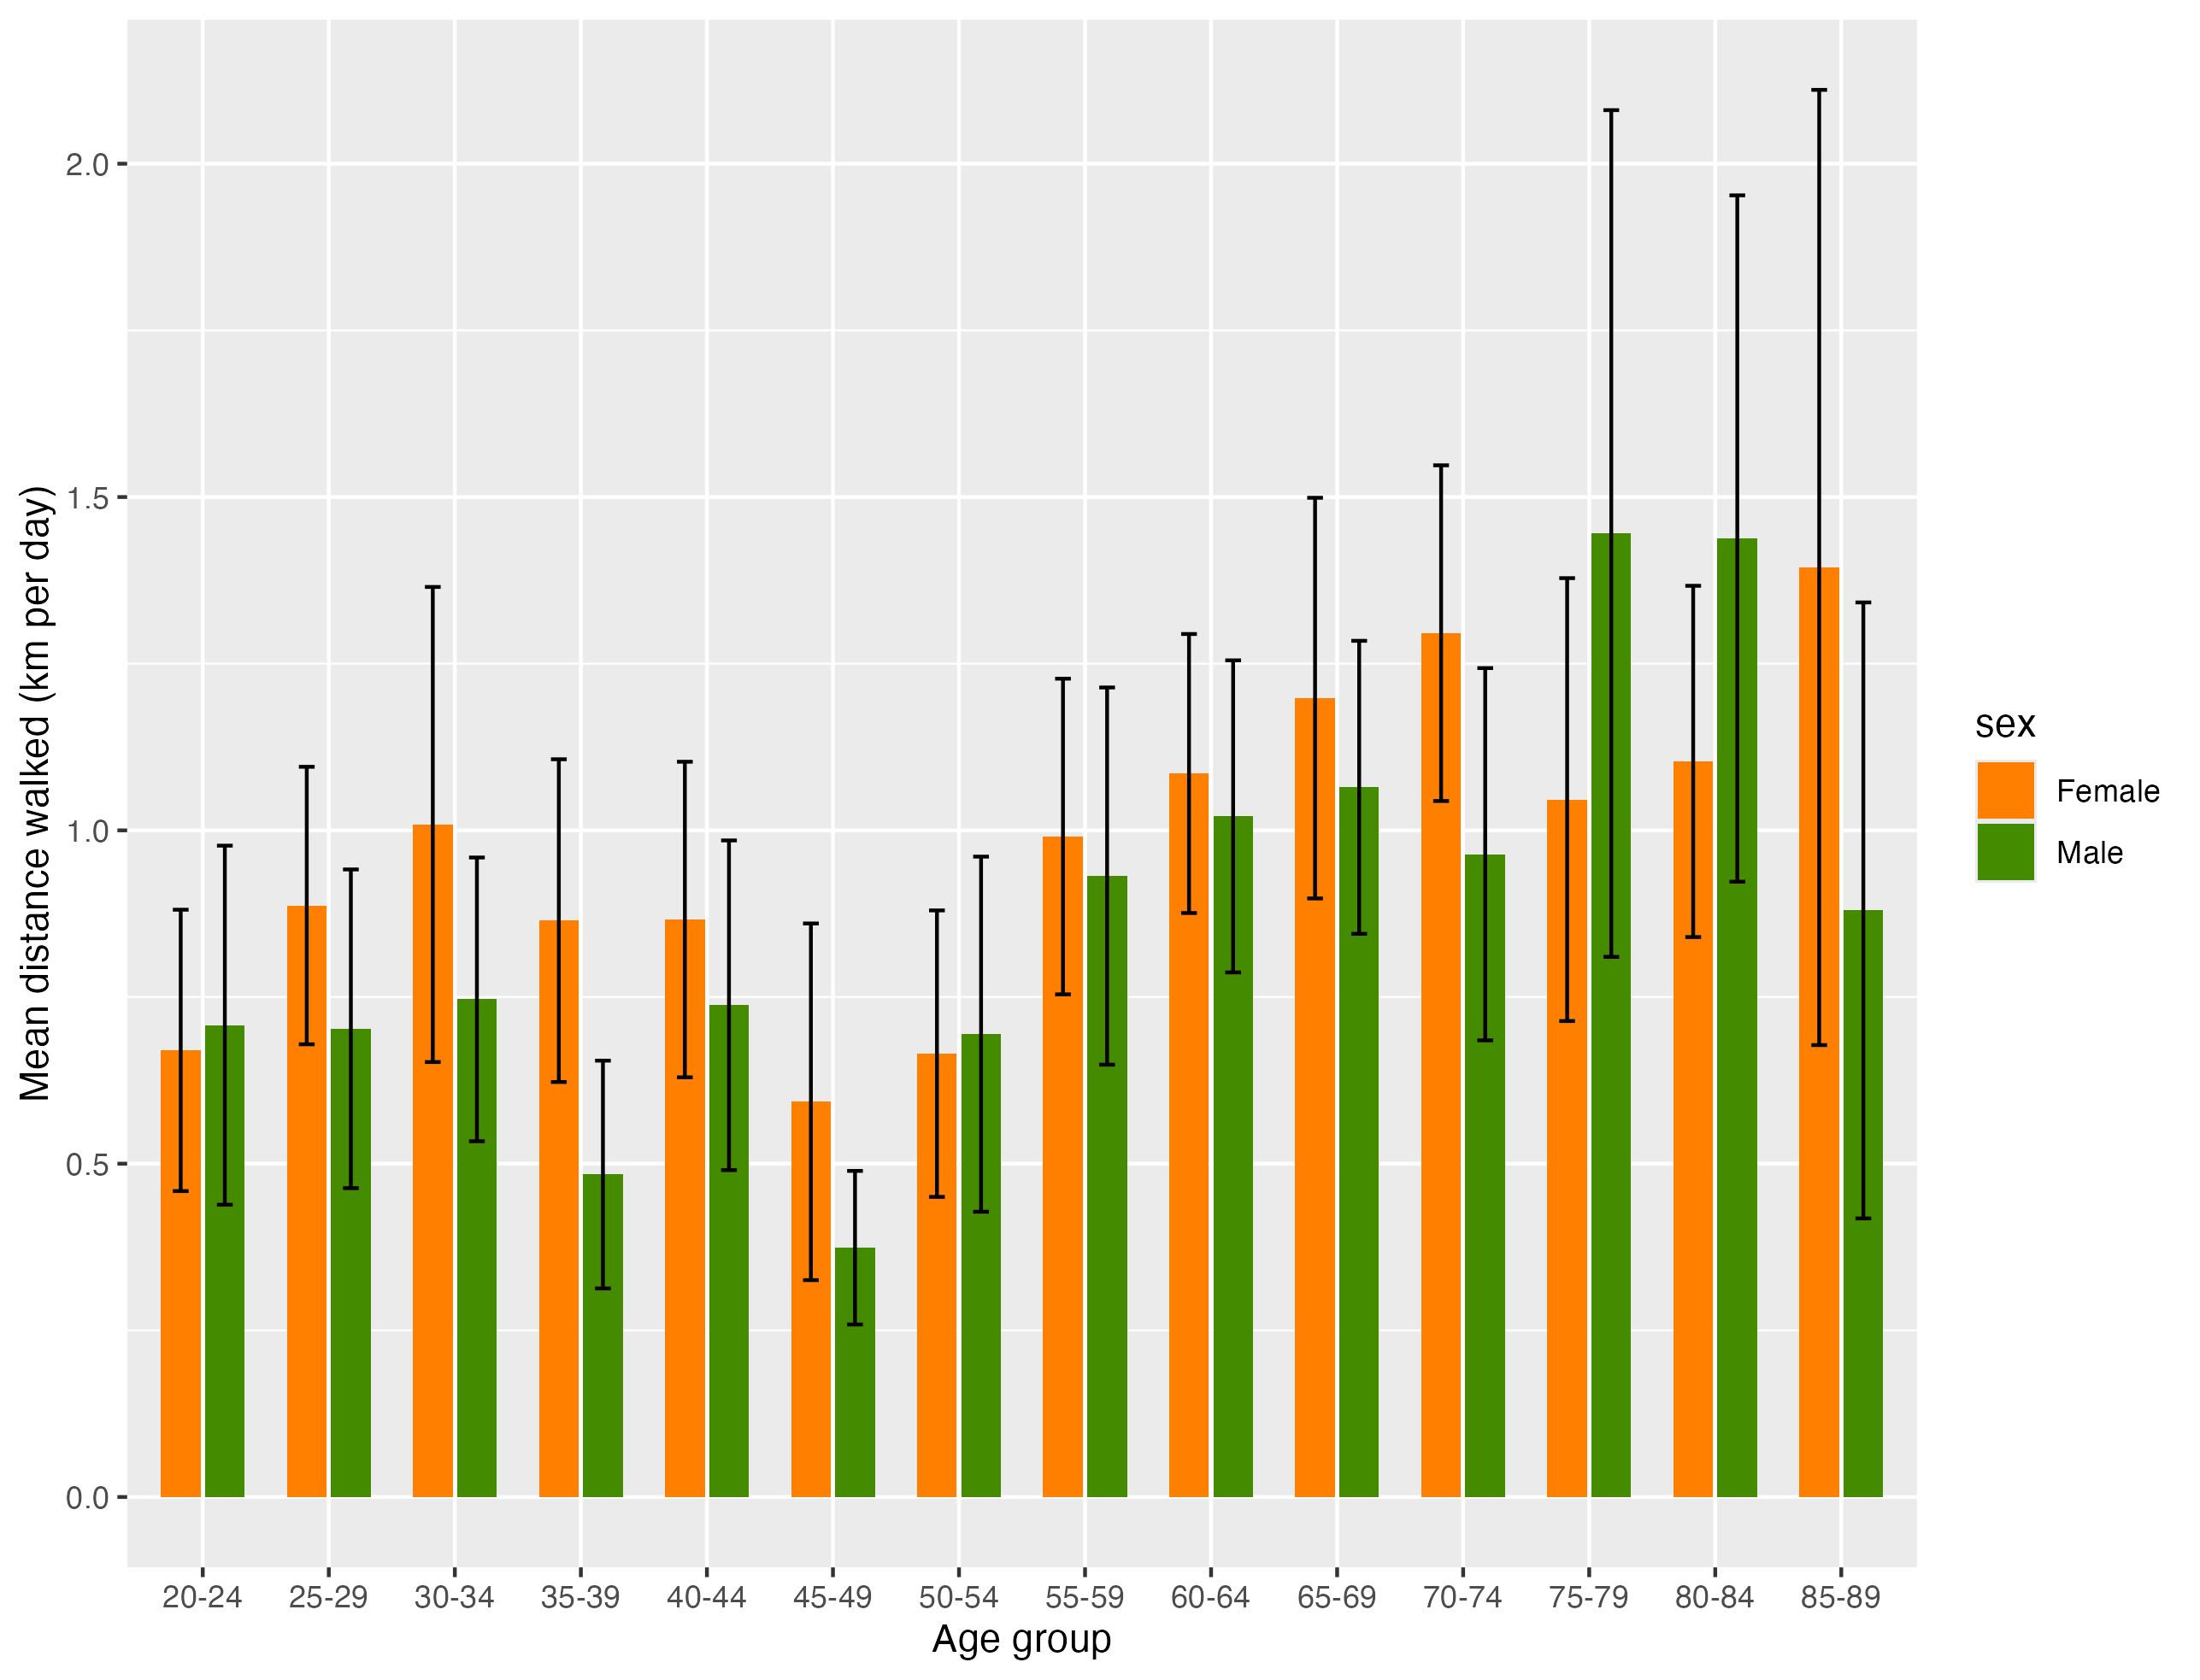 Mean distance walked (km per day)
2.0
1.5
1.0
0.5
0.0
20-24 25-29 30-34 35-39 40-44 45-49 50-54 55-59 60-64 65-69 70-74 75-79 80-84 85-89
Age group
sex
Female
Male